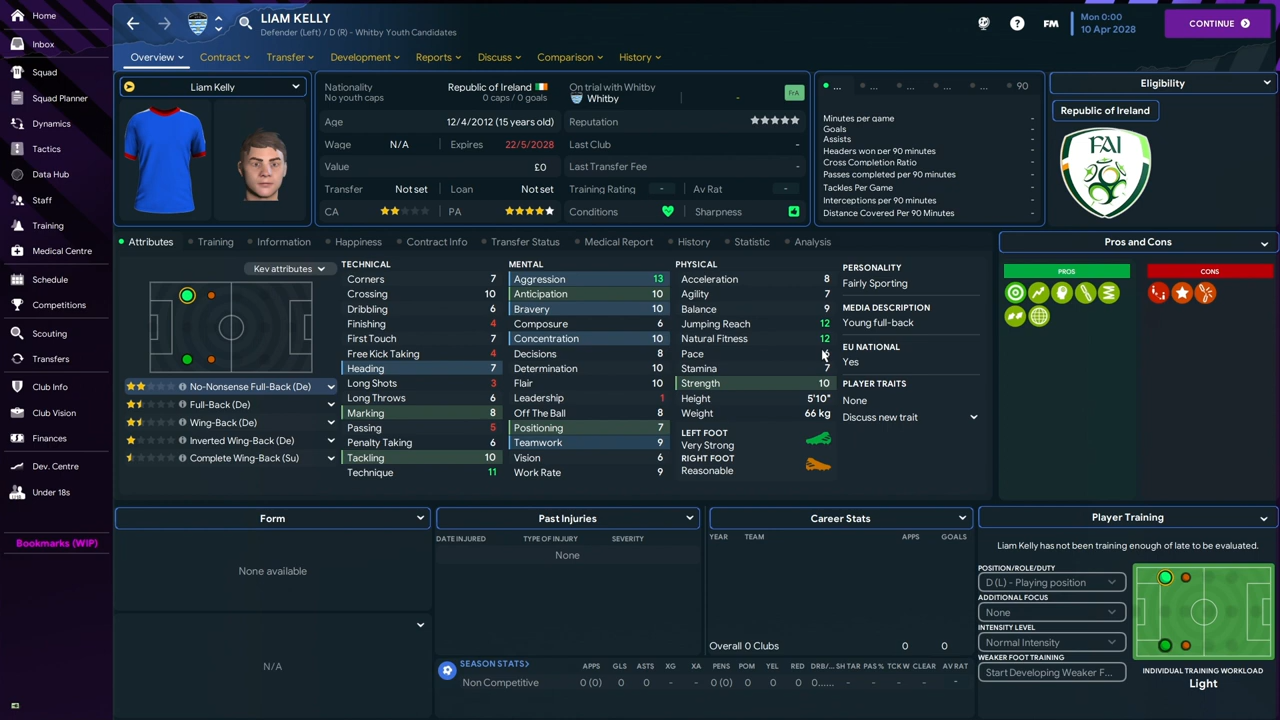 Home
Inbox
Squad
Squad Planner
Dynamics
Tactics
Data Hub
Staff
Training
Medical Centre
Schedule
Competitions
Scouting
Transfers
Club Info
Club Vision
Finances
Dev. Centre
Under 18s
Bookmarks (WIP)
LIAM KELLY
Defender (Left) / D (R) - Whitby Youth Candidates
FM
Mon 0:00
10 Apr 2028
CONTINUE
Overview
Contract
Transfer
Development
Reports
Discuss
Comparison
History
Liam Kelly
Nationality Republic of Ireland
No youth caps 0 caps / 0 goals
Age 12/4/2012 (15 years old)
Wage N/A Expires 22/5/2028
Value £0
Transfer Not set Loan Not set
CA PA
On trial with Whitby
Whitby - FrA
Reputation
Last Club -
Last Transfer Fee -
Training Rating - Av Rat -
Conditions Sharpness
... ... ... ... ... 90
Minutes per game -
Goals -
Assists -
Headers won per 90 minutes -
Cross Completion Ratio -
Passes completed per 90 minutes -
Tackles Per Game -
Interceptions per 90 minutes -
Distance Covered Per 90 Minutes -
Eligibility
Republic of Ireland
FAI
Attributes
Training
Information
Happiness
Contract Info
Transfer Status
Medical Report
History
Statistic
Analysis
Key attributes
No-Nonsense Full-Back (De)
Full-Back (De)
Wing-Back (De)
Inverted Wing-Back (De)
Complete Wing-Back (Su)
TECHNICAL
Corners 7
Crossing 10
Dribbling 6
Finishing 4
First Touch 7
Free Kick Taking 4
Heading 7
Long Shots 3
Long Throws 6
Marking 8
Passing 5
Penalty Taking 6
Tackling 10
Technique 11
MENTAL
Aggression 13
Anticipation 10
Bravery 10
Composure 6
Concentration 10
Decisions 8
Determination 10
Flair 10
Leadership 1
Off The Ball 8
Positioning 7
Teamwork 9
Vision 6
Work Rate 9
PHYSICAL
Acceleration 8
Agility 7
Balance 9
Jumping Reach 12
Natural Fitness 12
Pace
Stamina 7
Strength 10
Height 5'10"
Weight 66 kg
LEFT FOOT
Very Strong
RIGHT FOOT
Reasonable
PERSONALITY
Fairly Sporting
MEDIA DESCRIPTION
Young full-back
EU NATIONAL
Yes
PLAYER TRAITS
None
Discuss new trait
Pros and Cons
PROS
CONS
Form
None available
N/A
Past Injuries
DATE INJURED TYPE OF INJURY SEVERITY
None
Career Stats
YEAR TEAM APPS GOALS
Overall 0 Clubs 0 0
SEASON STATS> APPS GLS ASTS XG XA PENS POM YEL RED DRB/... SH TAR PAS % TCK W CLEAR AV RAT
Non Competitive 0 (0) 0 0 - - 0 (0) 0 0 0 0...... - - - - -
Player Training
Liam Kelly has not been training enough of late to be evaluated.
POSITION/ROLE/DUTY
D (L) - Playing position
ADDITIONAL FOCUS
None
INTENSITY LEVEL
Normal Intensity
WEAKER FOOT TRAINING
Start Developing Weaker F...
INDIVIDUAL TRAINING WORKLOAD
Light